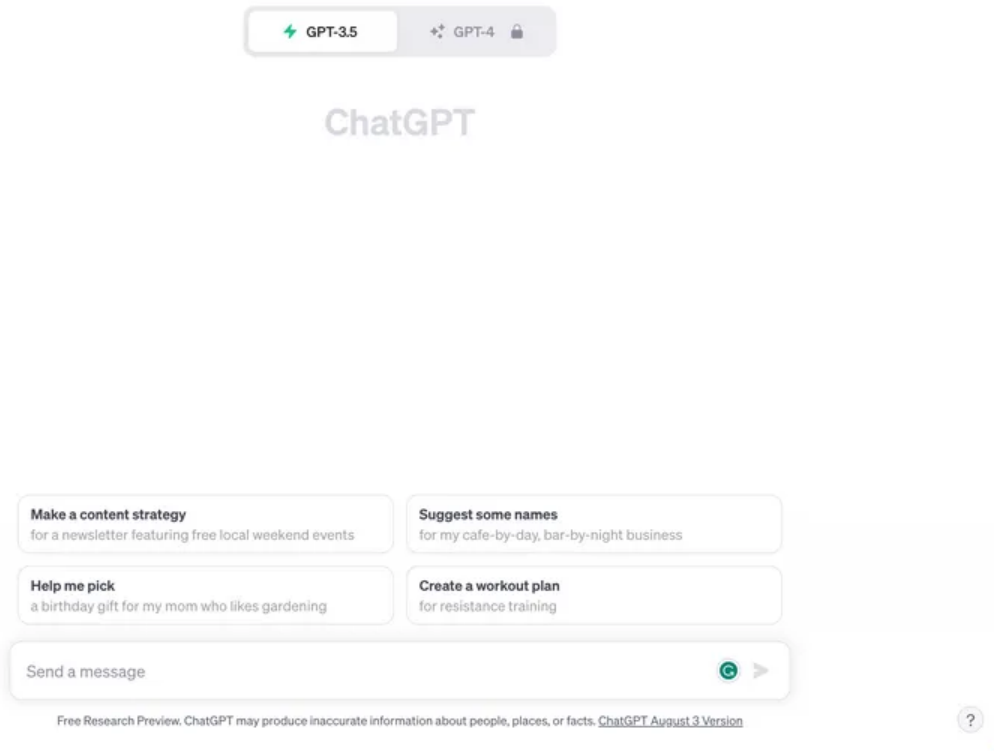 GPT-3.5 GPT-4
ChatGPT
Make a content strategy
for a newsletter featuring free local weekend events
Suggest some names
for my cafe-by-day, bar-by-night business
Help me pick
a birthday gift for my mom who likes gardening
Create a workout plan
for resistance training
Send a message
Free Research Preview. ChatGPT may produce inaccurate information about people, places, or facts. ChatGPT August 3 Version
?